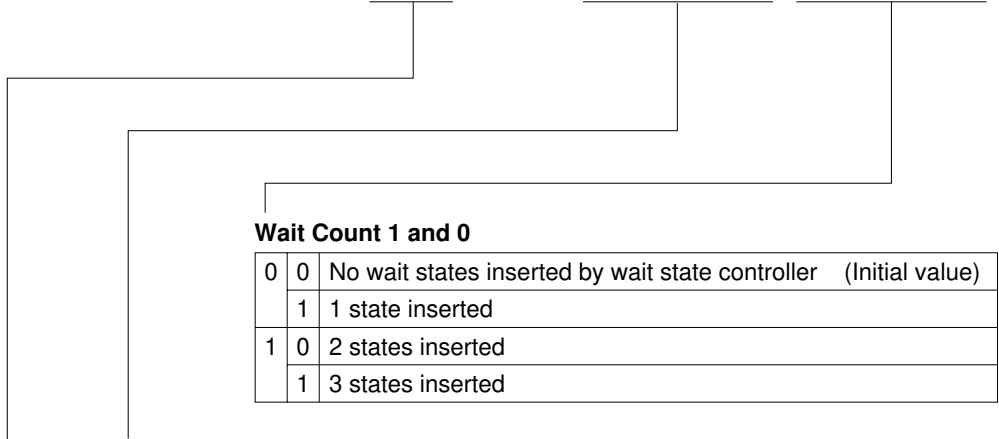 Wait Count 1 and 0
0 0 No wait states inserted by wait state controller (Initial value)
1 1 state inserted
1 0 2 states inserted
1 3 states inserted